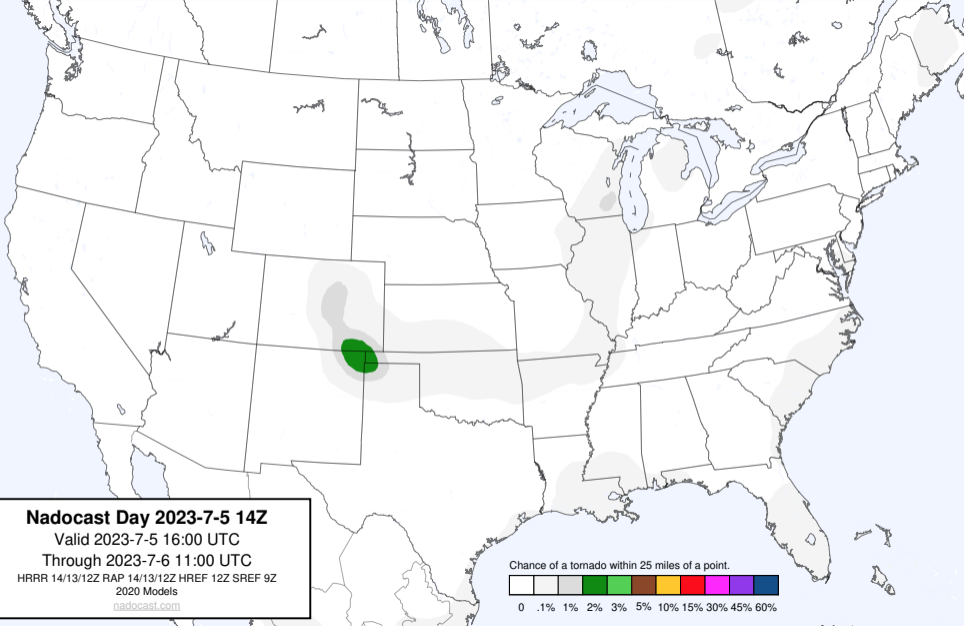 Nadocast Day 2023-7-5 14Z
Valid 2023-7-5 16:00 UTC
Through 2023-7-6 11:00 UTC
HRRR 14/13/12Z RAP 14/13/12Z HREF 12Z SREF 9Z
2020 Models
nadocast.com
Chance of a tornado within 25 miles of a point.
0 .1% 1% 2% 3% 5% 10% 15% 30% 45% 60%